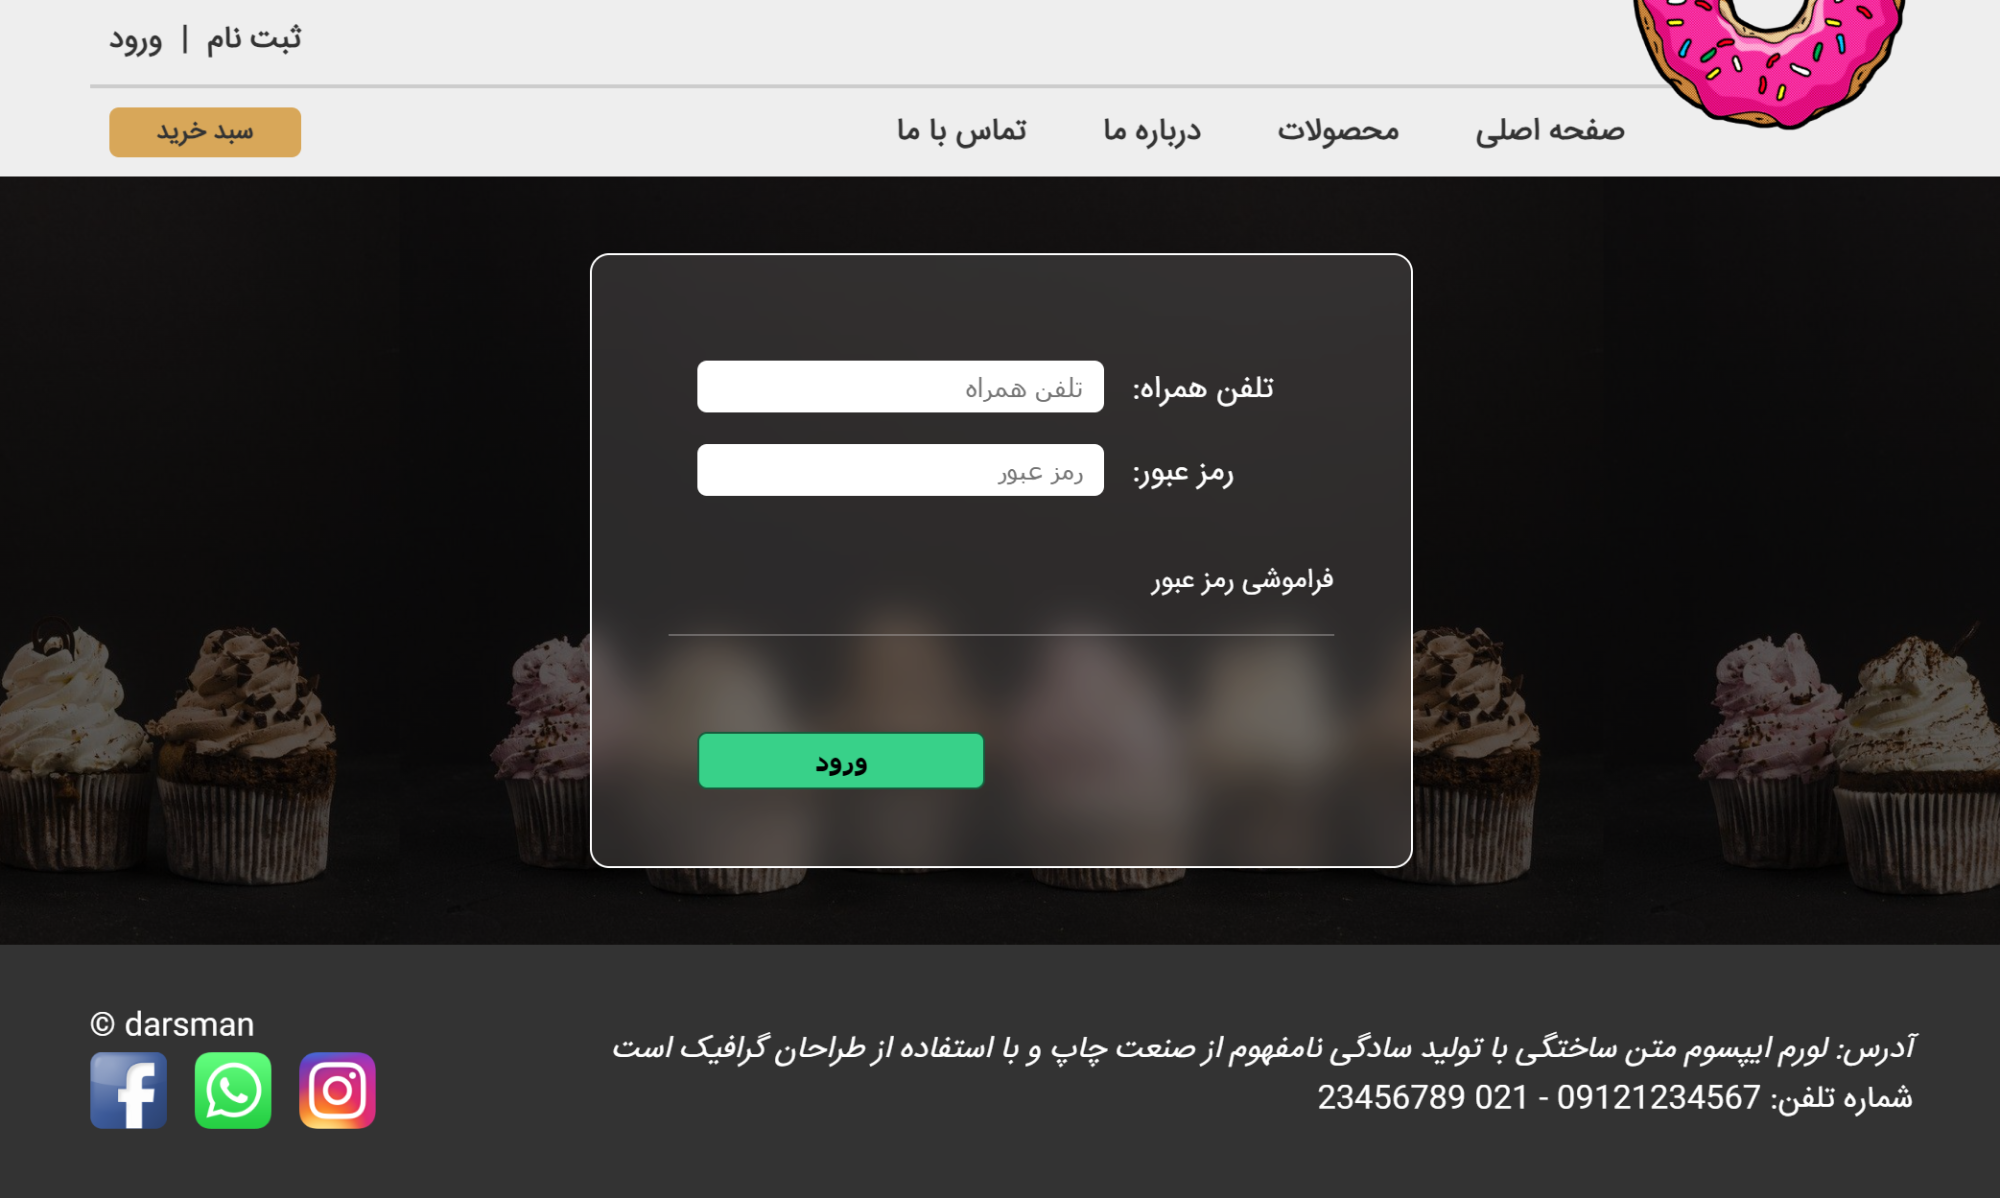 ثبت نام | ورود
صفحه اصلی محصولات درباره ما تماس با ما
سبد خرید
تلفن همراه: تلفن همراه
رمز عبور: رمز عبور
فراموشی رمز عبور
ورود
آدرس: لورم ایپسوم متن ساختگی با تولید سادگی نامفهوم از صنعت چاپ و با استفاده از طراحان گرافیک است
شماره تلفن: 09121234567 - 021 23456789
© darsman